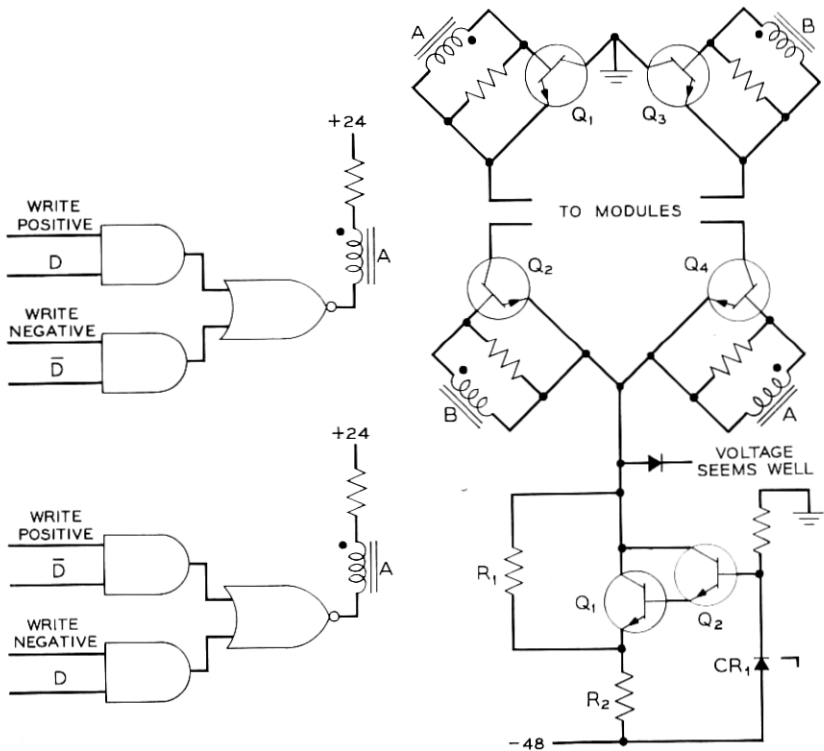 A
B
Q1
Q3
+24
WRITE
POSITIVE
D
A
TO MODULES
Q2
Q4
WRITE
NEGATIVE
D̅
B
A
+24
VOLTAGE
SEEMS WELL
WRITE
POSITIVE
D̅
A
R1
Q1
Q2
WRITE
NEGATIVE
D
R2
CR1
-48